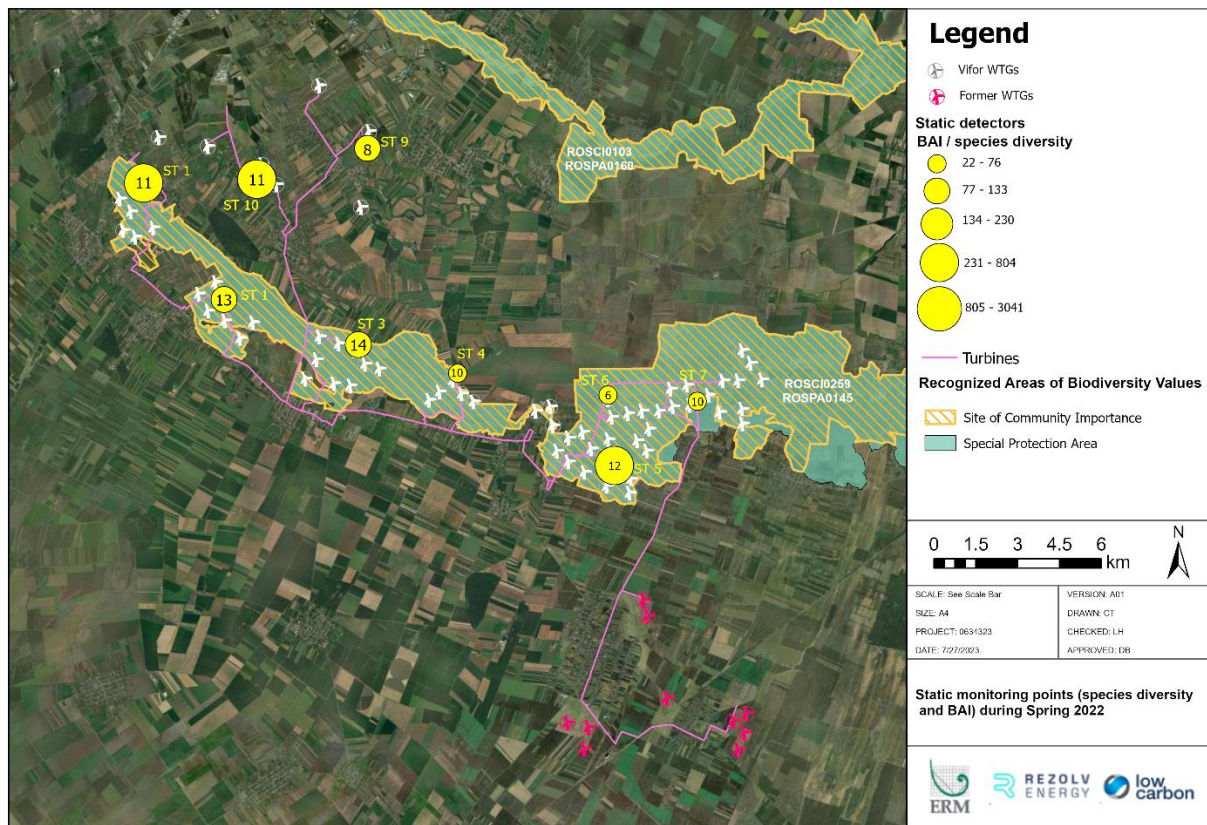 Legend
Vifor WTGs
Former WTGs
Static detectors
BAI / species diversity
22 - 76
77 - 133
134 - 230
231 - 804
805 - 3041
Turbines
Recognized Areas of Biodiversity Values
Site of Community Importance
Special Protection Area
ROSCI0103
ROSPA0160
8
ST 9
11
ST 1
11
ST 10
13
ST 1
ST 3
14
ST 4
10
ST 6
6
ST 7
10
ROSCI0259
ROSPA0145
12
ST 5
0 1.5 3 4.5 6
km
N
SCALE: See Scale Bar
VERSION: A01
SIZE: A4
DRAWN: CT
PROJECT: 0634323
CHECKED: LH
DATE: 7/27/2023
APPROVED: DB
Static monitoring points (species diversity
and BAI) during Spring 2022
ERM
REZOLV
ENERGY
low
carbon